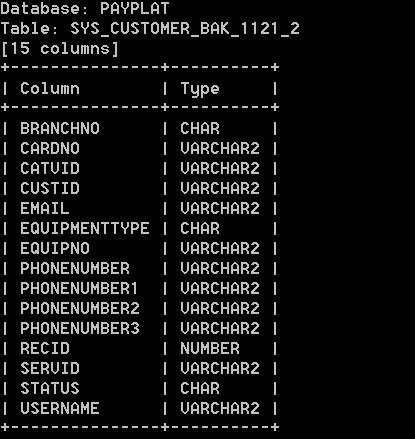 Database: PAYPLAT
Table: SYS_CUSTOMER_BAK_1121_2
[15 columns]
+---------------+----------+
| Column        | Type     |
+---------------+----------+
| BRANCHNO      | CHAR     |
| CARDNO        | VARCHAR2 |
| CATVID        | VARCHAR2 |
| CUSTID        | VARCHAR2 |
| EMAIL         | VARCHAR2 |
| EQUIPMENTTYPE | CHAR     |
| EQUIPNO       | VARCHAR2 |
| PHONENUMBER   | VARCHAR2 |
| PHONENUMBER1  | VARCHAR2 |
| PHONENUMBER2  | VARCHAR2 |
| PHONENUMBER3  | VARCHAR2 |
| RECID         | NUMBER   |
| SERVID        | VARCHAR2 |
| STATUS        | CHAR     |
| USERNAME      | VARCHAR2 |
+---------------+----------+